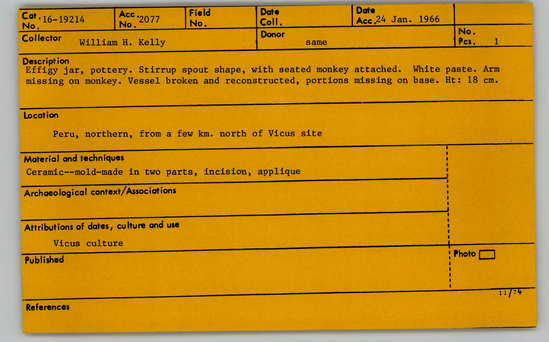 Cat. No. 16-19214 Acc. No. 2077 Field No. Date Coll. Date Acc. 24 Jan. 1966
Collector William H. Kelly Donor same No. Pcs. 1
Description
Effigy jar, pottery. Stirrup spout shape, with seated monkey attached. White paste. Arm
missing on monkey. Vessel broken and reconstructed, portions missing on base. Ht: 18 cm.
Location
Peru, northern, from a few km. north of Vicus site
Material and techniques
Ceramic--mold-made in two parts, incision, applique
Archaeological context/Associations
Attributions of dates, culture and use
Vicus culture
Published
Photo
11/74
References